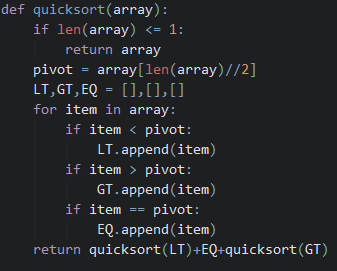 def quicksort(array):
    if len(array) <= 1:
        return array
    pivot = array[len(array)//2]
    LT,GT,EQ = [],[],[]
    for item in array:
        if item < pivot:
            LT.append(item)
        if item > pivot:
            GT.append(item)
        if item == pivot:
            EQ.append(item)
    return quicksort(LT)+EQ+quicksort(GT)